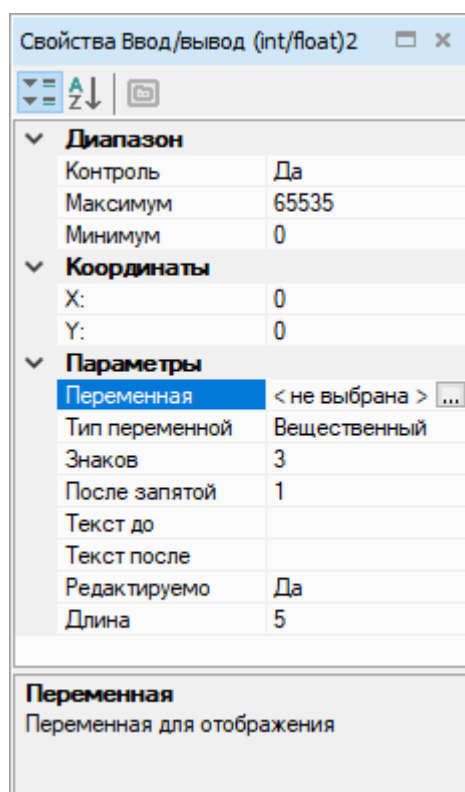 Свойства Ввод/вывод (int/float)2
Диапазон
Контроль Да
Максимум 65535
Минимум 0
Координаты
X: 0
Y: 0
Параметры
Переменная < не выбрана > ...
Тип переменной Вещественный
Знаков 3
После запятой 1
Текст до
Текст после
Редактируемо Да
Длина 5
Переменная
Переменная для отображения